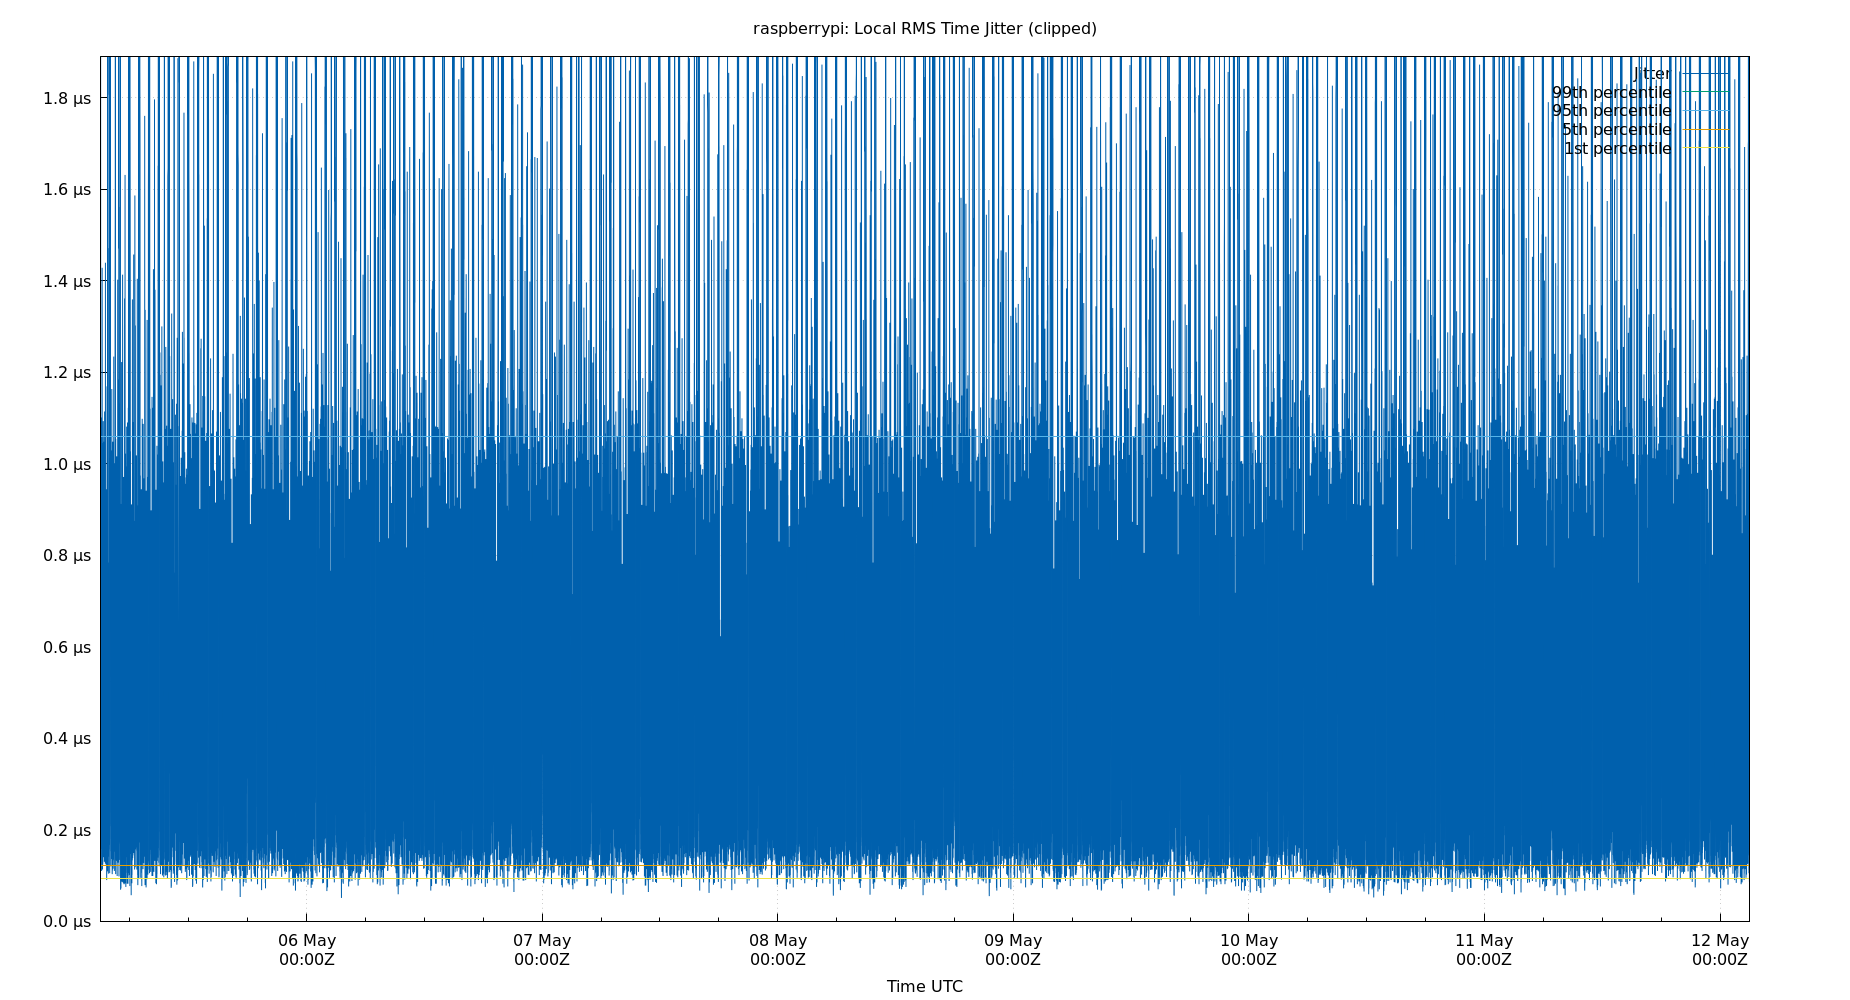 raspberrypi: Local RMS Time Jitter (clipped)
Jitter
99th percentile
95th percentile
5th percentile
1st percentile
1.8 µs
1.6 µs
1.4 µs
1.2 µs
1.0 µs
0.8 µs
0.6 µs
0.4 µs
0.2 µs
0.0 µs
06 May 07 May 08 May 09 May 10 May 11 May 12 May
00:00Z 00:00Z 00:00Z 00:00Z 00:00Z 00:00Z 00:00Z
Time UTC